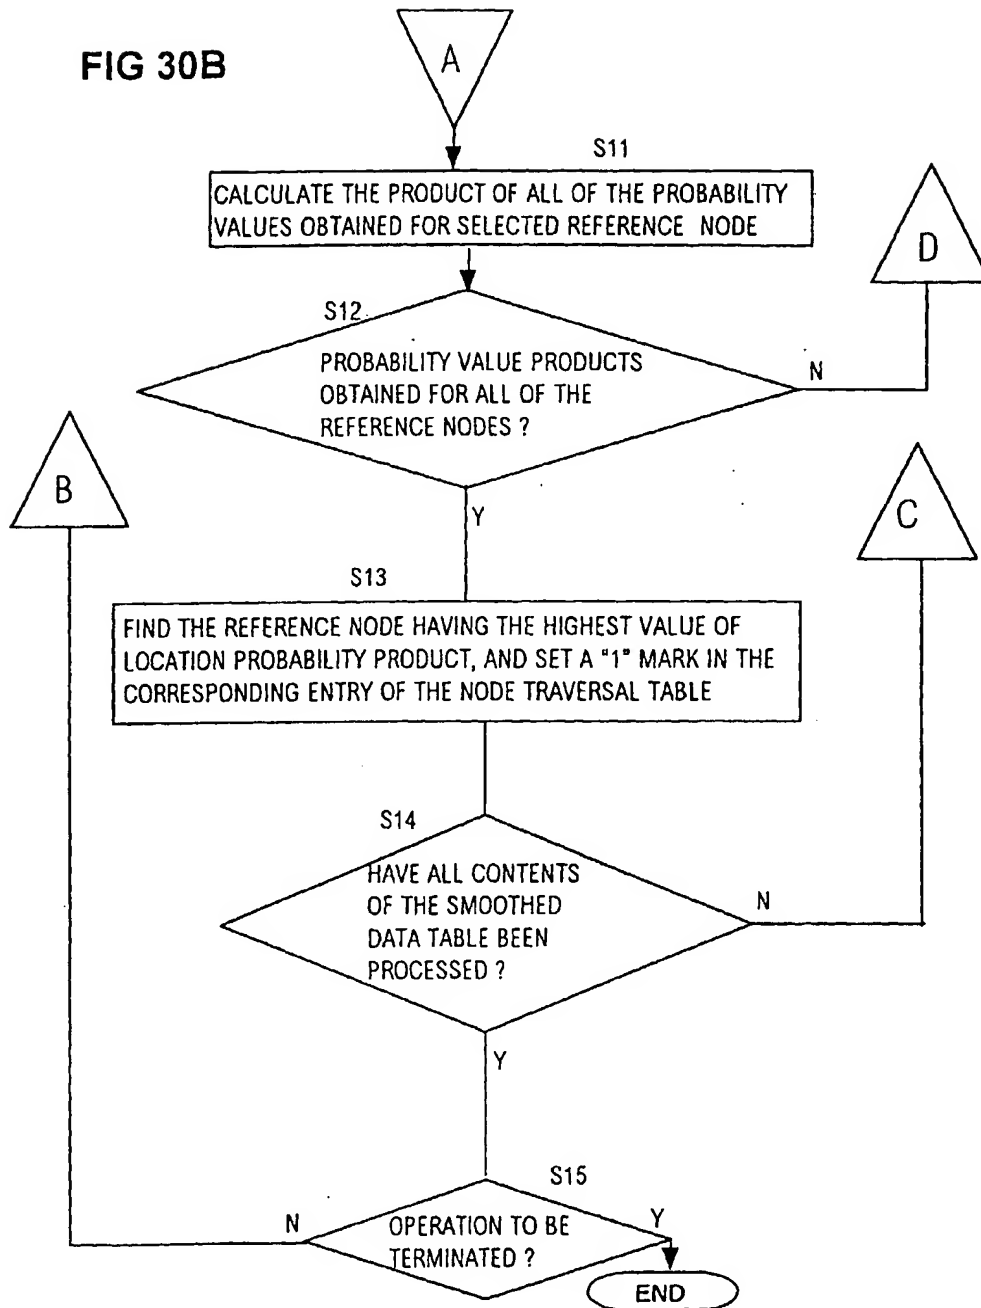 FIG 30B
A
S11
CALCULATE THE PRODUCT OF ALL OF THE PROBABILITY
VALUES OBTAINED FOR SELECTED REFERENCE NODE
D
S12
PROBABILITY VALUE PRODUCTS
OBTAINED FOR ALL OF THE
REFERENCE NODES ?
N
B
Y
C
S13
FIND THE REFERENCE NODE HAVING THE HIGHEST VALUE OF
LOCATION PROBABILITY PRODUCT, AND SET A "1" MARK IN THE
CORRESPONDING ENTRY OF THE NODE TRAVERSAL TABLE
S14
HAVE ALL CONTENTS
OF THE SMOOTHED
DATA TABLE BEEN
PROCESSED ?
N
Y
S15
N
OPERATION TO BE
TERMINATED ?
Y
END